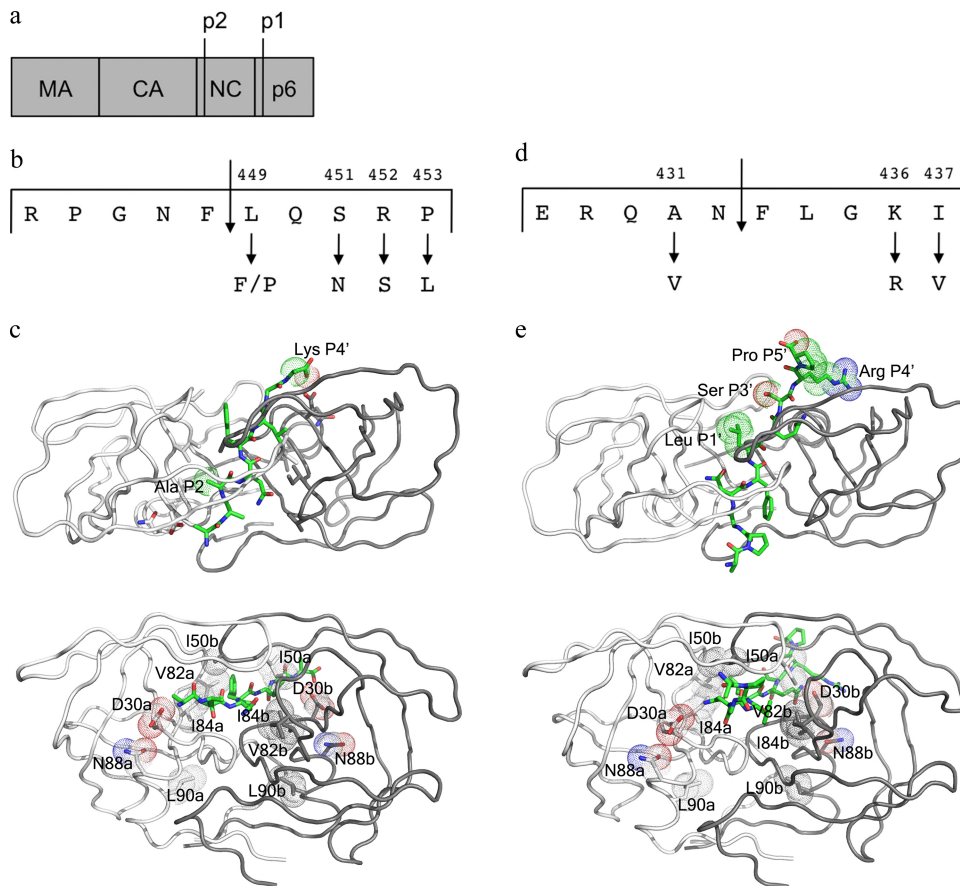 a
p2 p1
MA CA NC p6
b
449 451 452 453
R P G N F L Q S R P
F/P N S L
d
431 436 437
E R Q A N F L G K I
V R V
c
Lys P4'
Ala P2
I50b
I50a
V82a
D30a
D30b
I84a
I84b
V82b
N88a
N88b
L90a
L90b
e
Pro P5'
Arg P4'
Ser P3'
Leu P1'
I50b
I50a
V82a
D30b
D30a
V82b
I84a
I84b
N88a
N88b
L90a
L90b